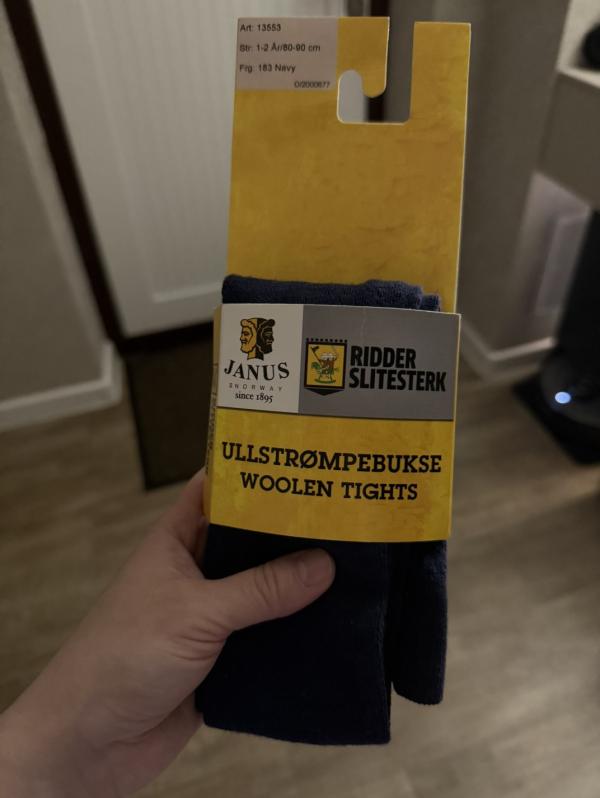 Art: 13553
Str: 1-2 År/80-90 cm
Frg: 183 Navy
O/2000677
JANUS
NORWAY
since 1895
RIDDER
SLITESTERK
ULLSTRØMPEBUKSE
WOOLEN TIGHTS